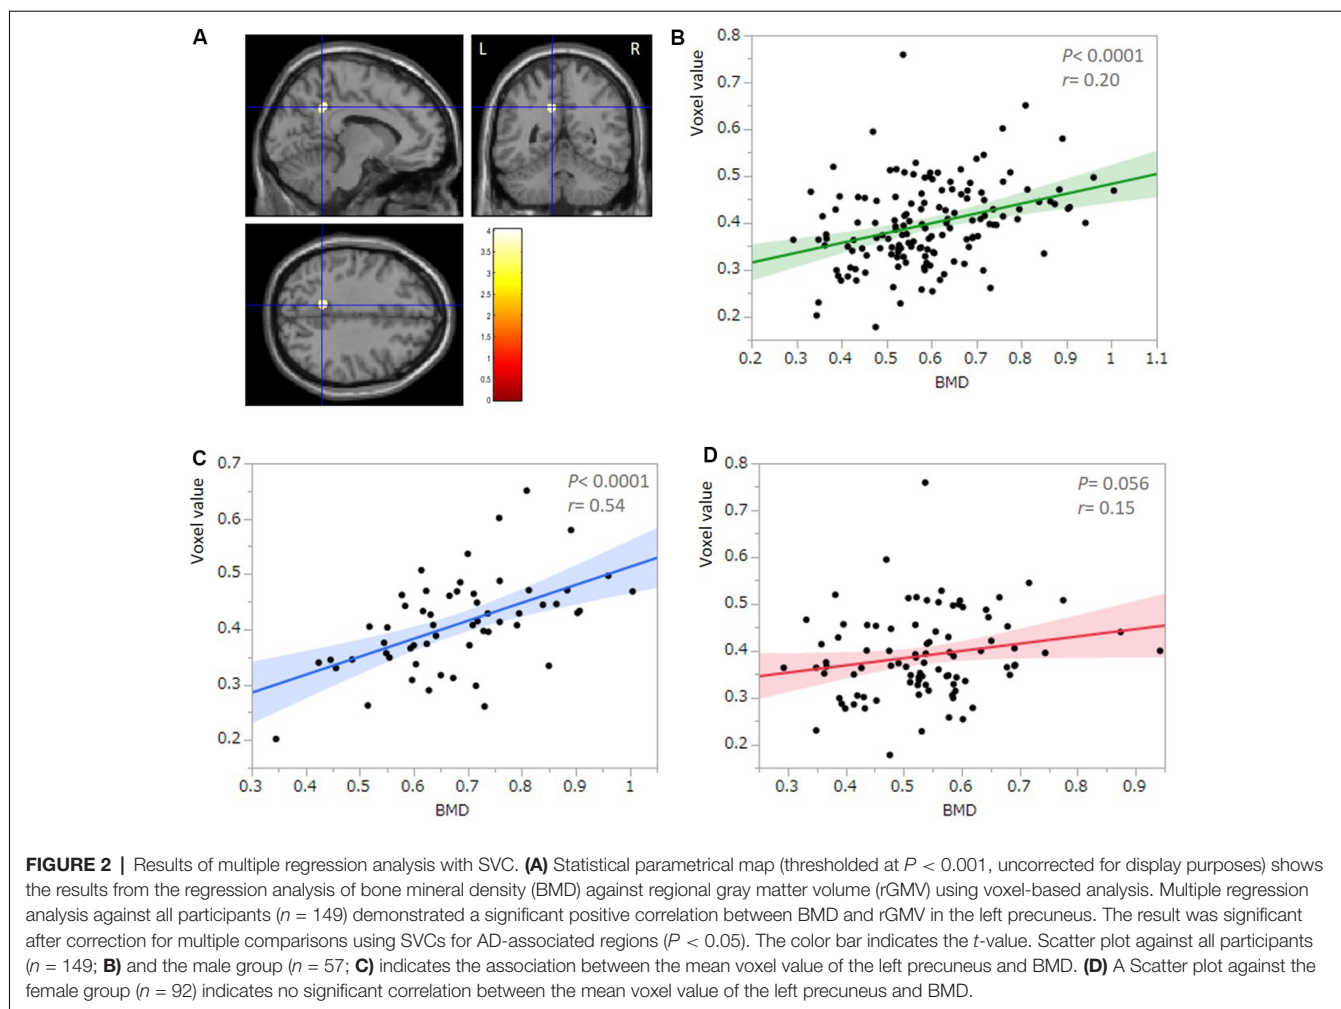 A
L
R
4
3.5
3
2.5
2
1.5
1
0.5
0
B
Voxel value
0.8
0.7
0.6
0.5
0.4
0.3
0.2
P< 0.0001
r= 0.20
0.2 0.3 0.4 0.5 0.6 0.7 0.8 0.9 1 1.1
BMD
C
Voxel value
0.7
0.6
0.5
0.4
0.3
0.2
P< 0.0001
r= 0.54
0.3 0.4 0.5 0.6 0.7 0.8 0.9 1
BMD
D
Voxel value
0.8
0.7
0.6
0.5
0.4
0.3
0.2
P= 0.056
r= 0.15
0.3 0.4 0.5 0.6 0.7 0.8 0.9
BMD
FIGURE 2 | Results of multiple regression analysis with SVC. (A) Statistical parametrical map (thresholded at P < 0.001, uncorrected for display purposes) shows
the results from the regression analysis of bone mineral density (BMD) against regional gray matter volume (rGMV) using voxel-based analysis. Multiple regression
analysis against all participants (n = 149) demonstrated a significant positive correlation between BMD and rGMV in the left precuneus. The result was significant
after correction for multiple comparisons using SVCs for AD-associated regions (P < 0.05). The color bar indicates the t-value. Scatter plot against all participants
(n = 149; B) and the male group (n = 57; C) indicates the association between the mean voxel value of the left precuneus and BMD. (D) A Scatter plot against the
female group (n = 92) indicates no significant correlation between the mean voxel value of the left precuneus and BMD.